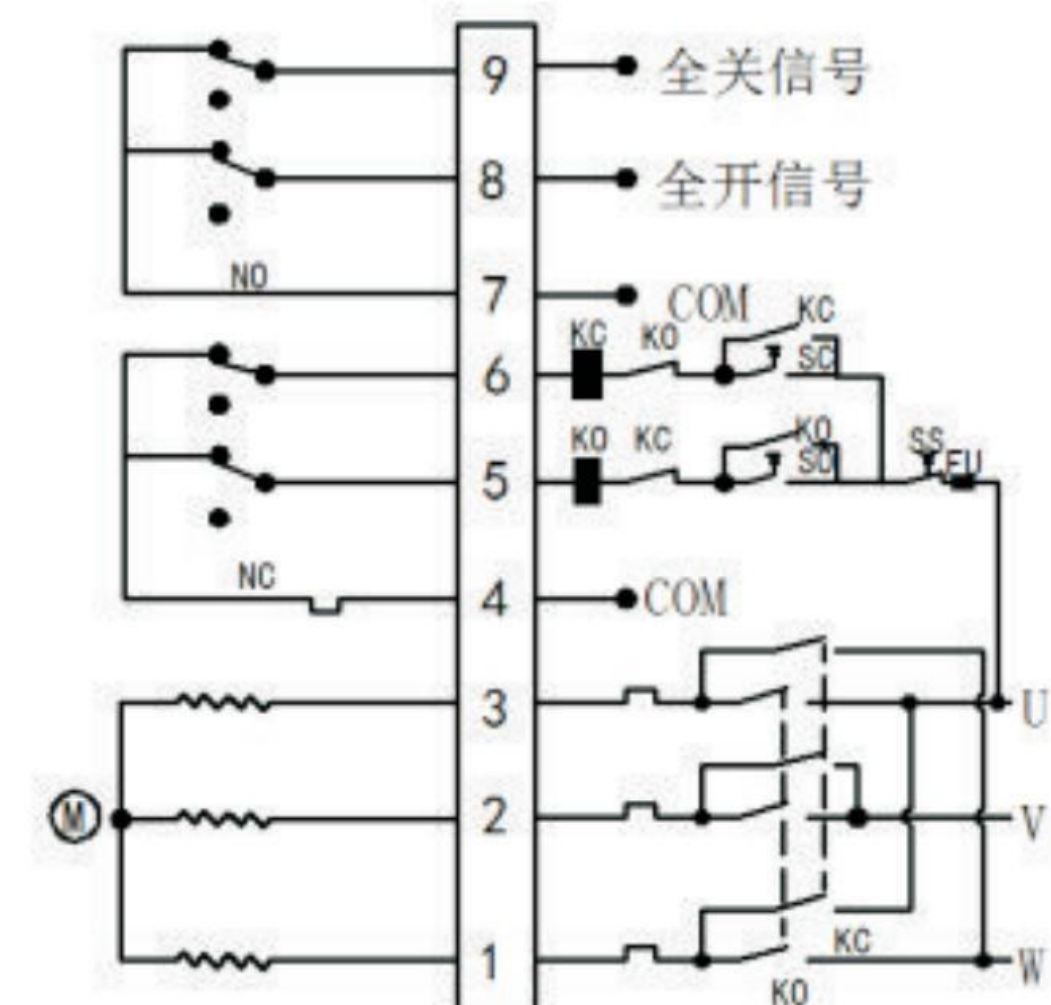 9 全关信号
8 全开信号
NO
7 COM
KC
KC KO
6 SC
KO KC KO
SO SS
5 FU
NC
4 COM
3 U
M 2 V
1 KC W
KO